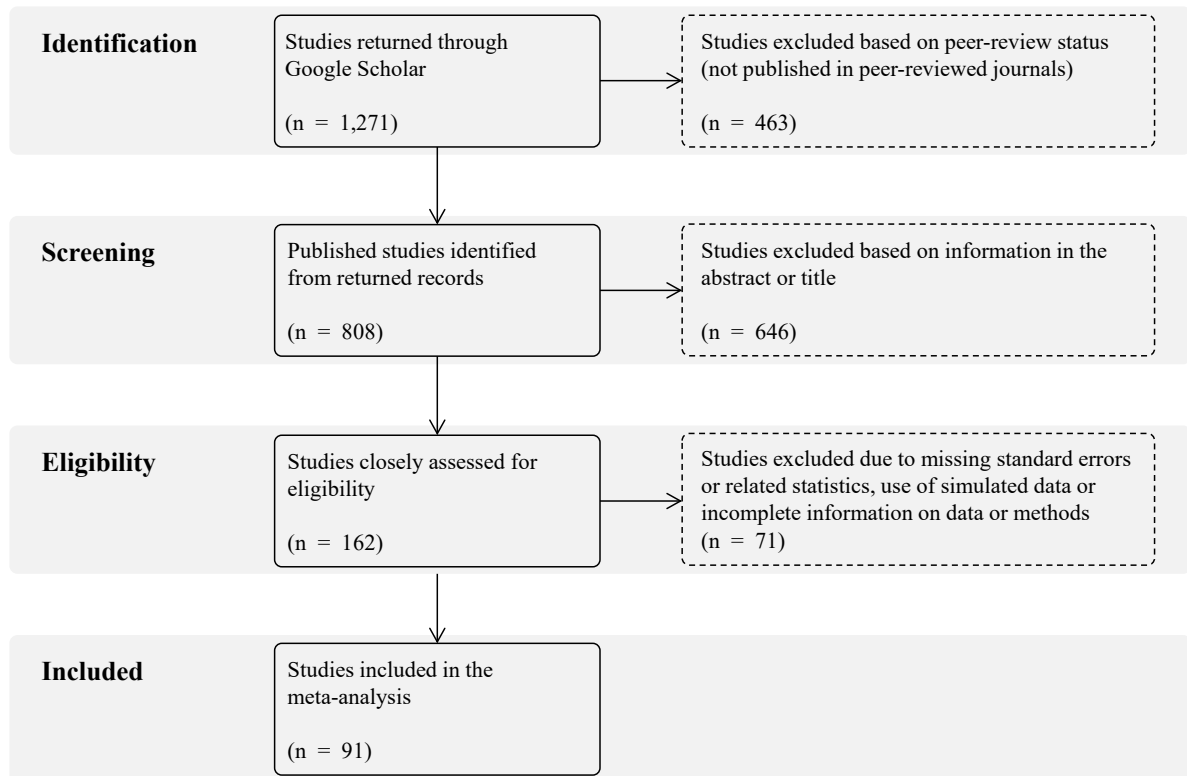 Identification
Studies returned through
Google Scholar
(n = 1,271)
Studies excluded based on peer-review status
(not published in peer-reviewed journals)
(n = 463)
Screening
Published studies identified
from returned records
(n = 808)
Studies excluded based on information in the
abstract or title
(n = 646)
Eligibility
Studies closely assessed for
eligibility
(n = 162)
Studies excluded due to missing standard errors
or related statistics, use of simulated data or
incomplete information on data or methods
(n = 71)
Included
Studies included in the
meta-analysis
(n = 91)